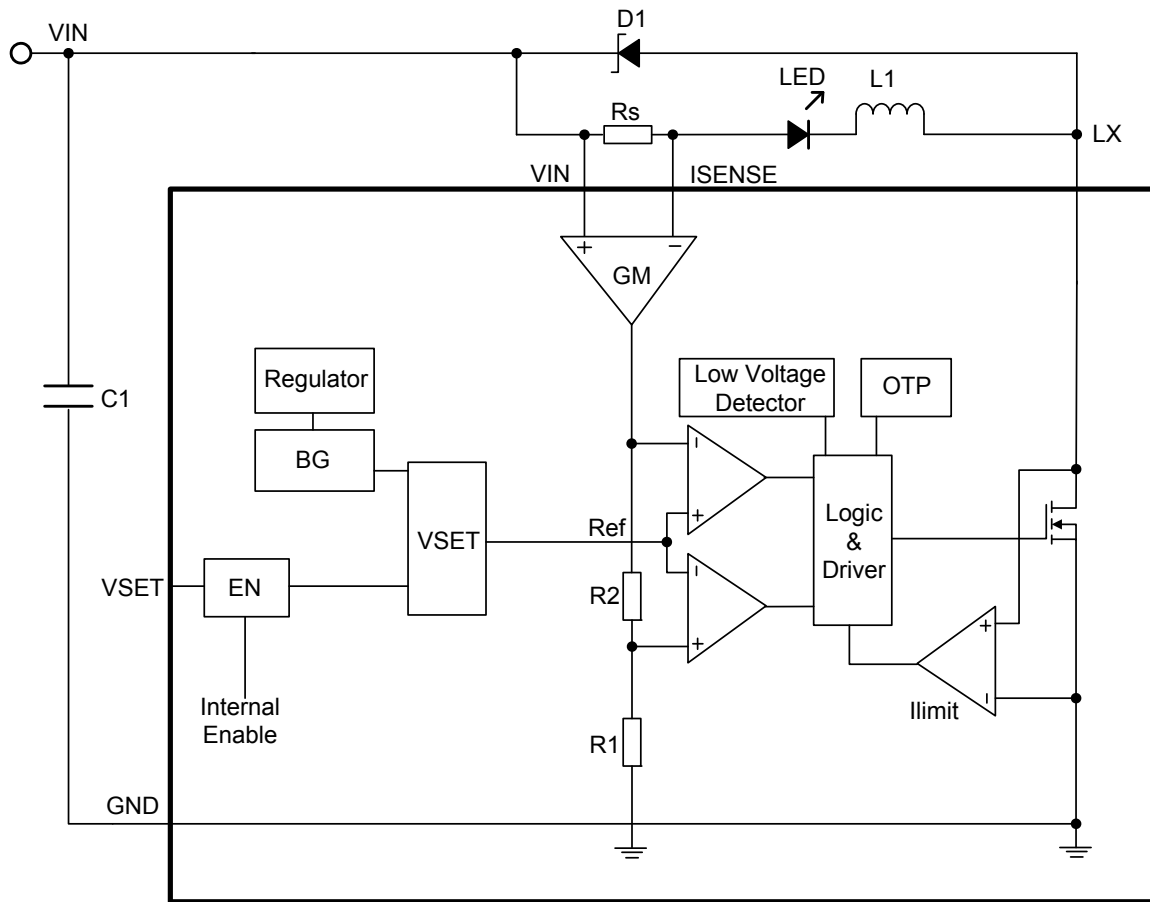 VIN
D1
LED
L1
Rs
LX
VIN
ISENSE
+
−
GM
Regulator
Low Voltage
Detector
OTP
C1
BG
I
+
Logic
&
Driver
VSET
Ref
I
+
VSET
EN
R2
+
I
Ilimit
Internal
Enable
R1
GND